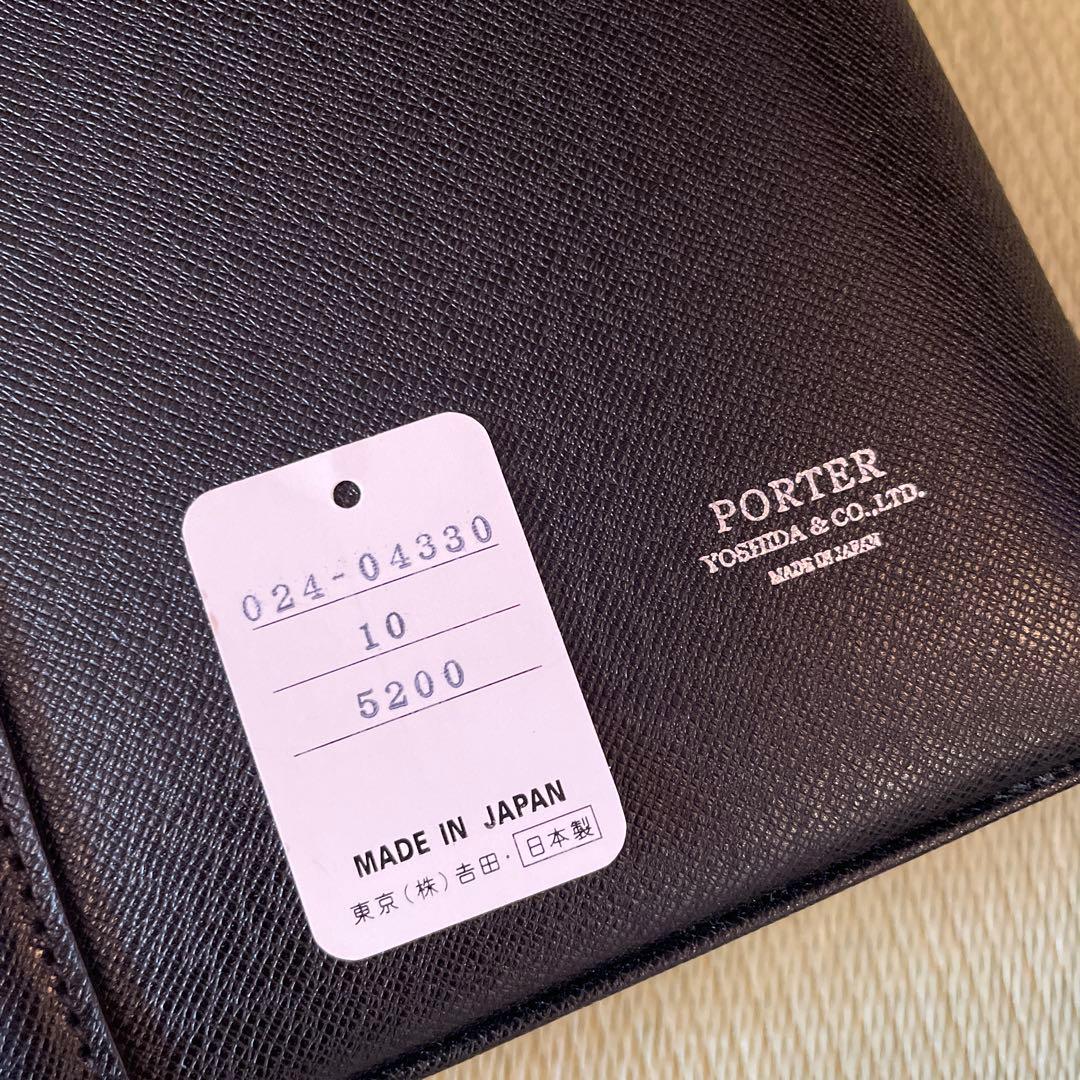 024-04330
10
5200
MADE IN JAPAN
東京(株)𠮷田・日本製
PORTER
YOSHIDA & CO.,LTD.
MADE IN JAPAN